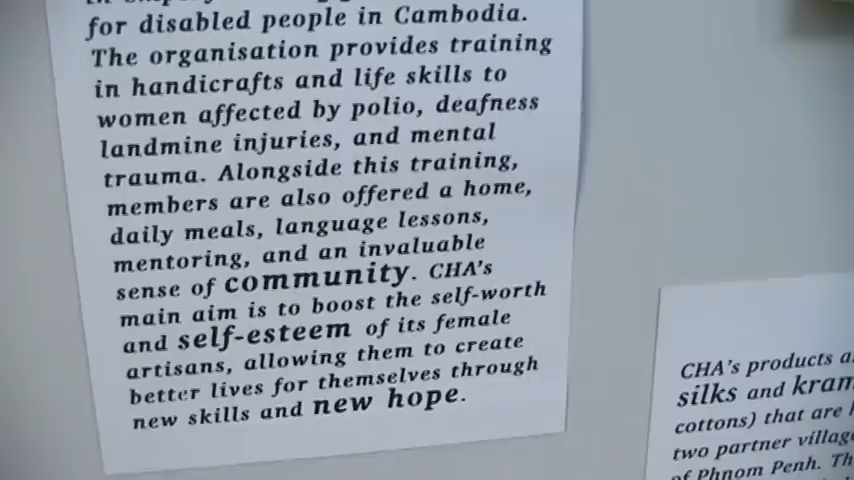 for disabled people in Cambodia.
The organisation provides training
in handicrafts and life skills to
women affected by polio, deafness
landmine injuries, and mental
trauma. Alongside this training,
members are also offered a home,
daily meals, language lessons,
mentoring, and an invaluable
sense of community. CHA's
main aim is to boost the self-worth
and self-esteem of its female
artisans, allowing them to create
better lives for themselves through
new skills and new hope.
CHA's products
silks and
cottons) that are
two partner
of Phnom Penh.